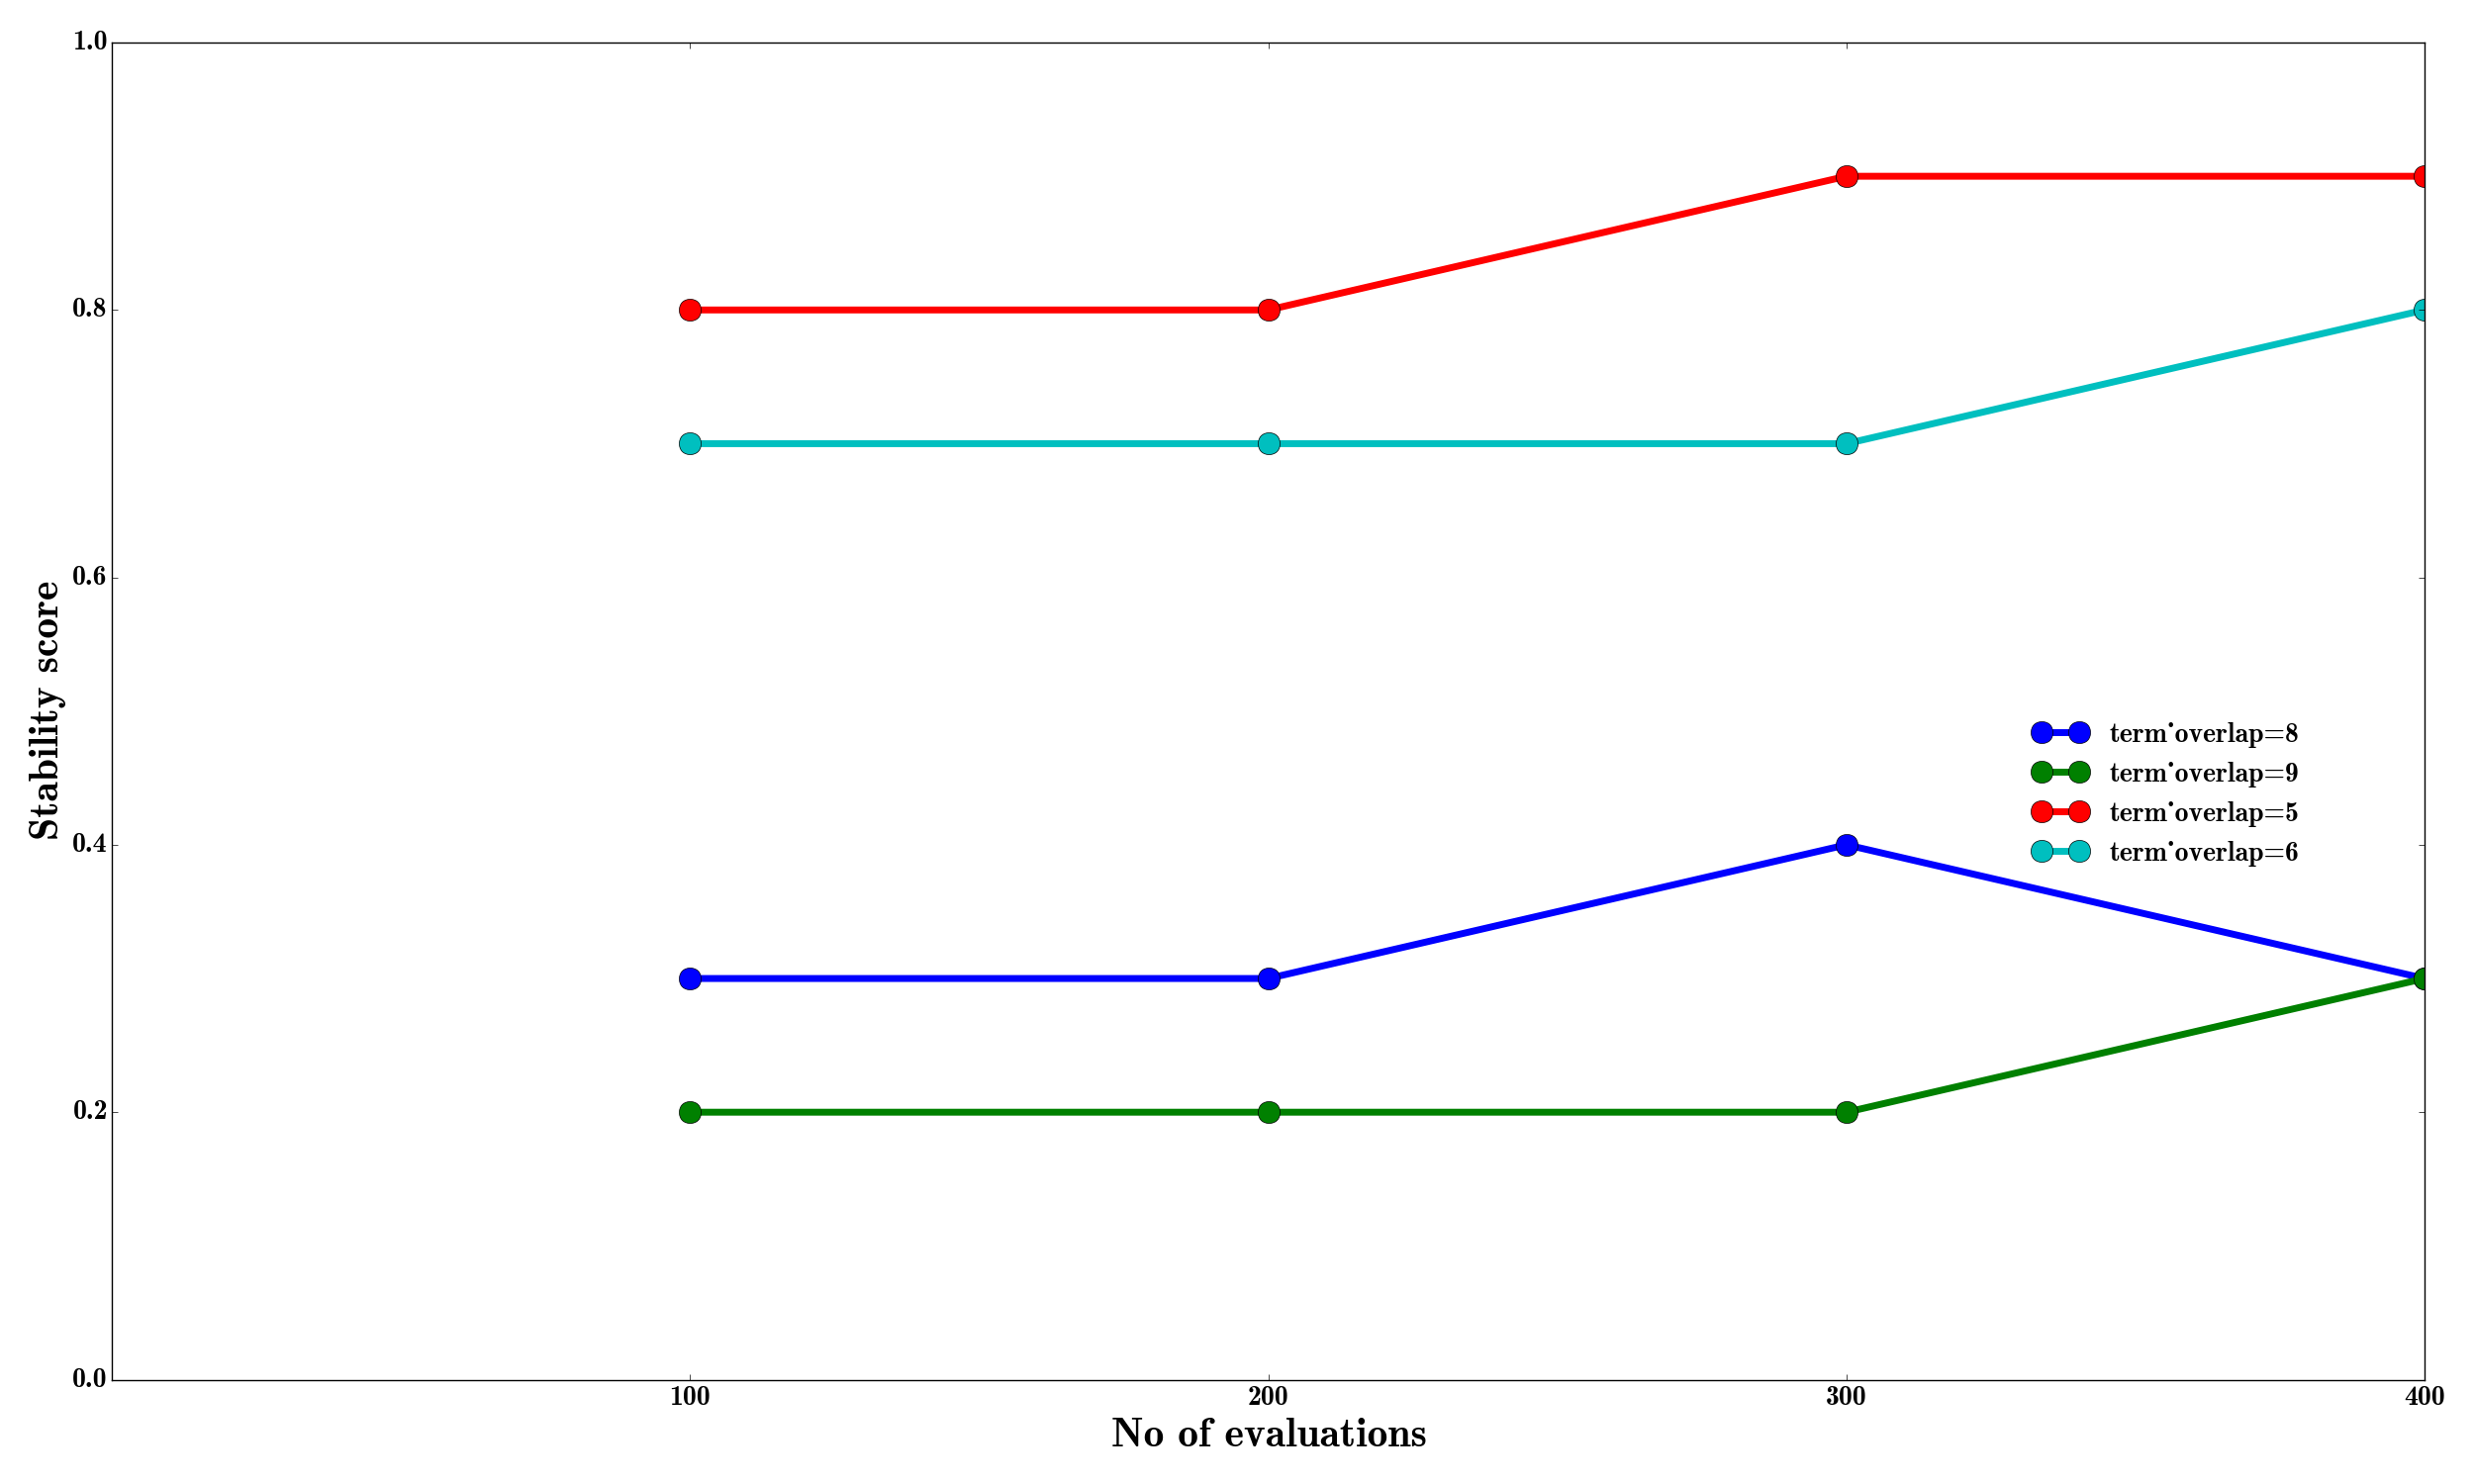 1.0
0.8
0.6
0.4
0.2
0.0
Stability score
term˙overlap=8
term˙overlap=9
term˙overlap=5
term˙overlap=6
100 200 300 400
No of evaluations